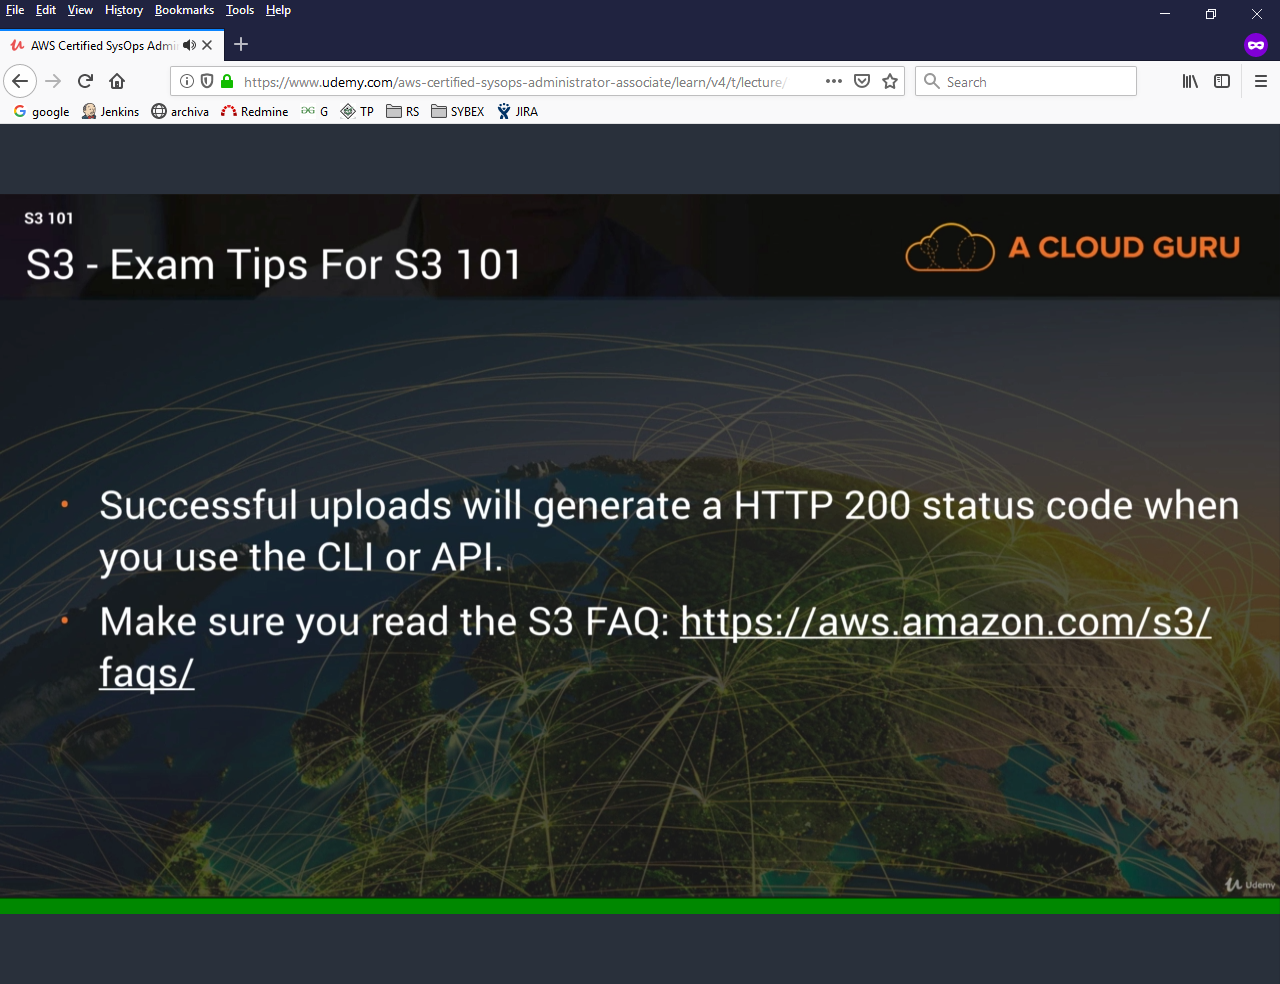 File Edit View History Bookmarks Tools Help
AWS Certified SysOps Admi
https://www.udemy.com/aws-certified-sysops-administrator-associate/learn/v4/t/lecture/
Search
google Jenkins archiva Redmine G TP RS SYBEX JIRA
S3 101
S3 - Exam Tips For S3 101
A CLOUD GURU
• Successful uploads will generate a HTTP 200 status code when
you use the CLI or API.
• Make sure you read the S3 FAQ: https://aws.amazon.com/s3/
faqs/
Udemy